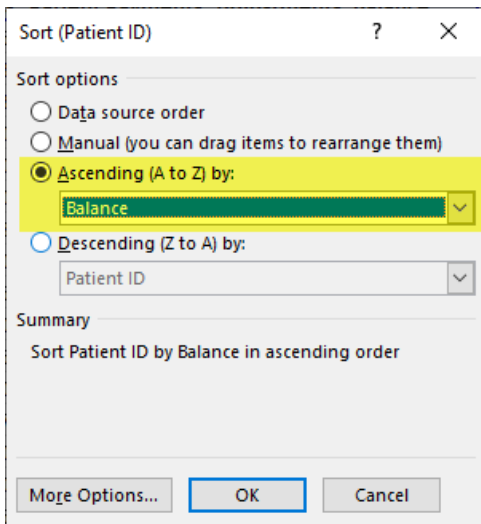 Sort (Patient ID)
?
Sort options
Data source order
Manual (you can drag items to rearrange them)
Ascending (A to Z) by:
Balance
Descending (Z to A) by:
Patient ID
Summary
Sort Patient ID by Balance in ascending order
More Options... OK Cancel